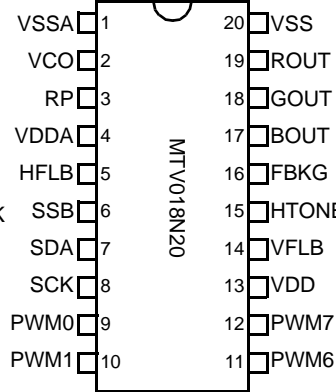 VSSA 1 20 VSS
VCO 2 19 ROUT
RP 3 18 GOUT
VDDA 4 17 BOUT
HFLB 5 16 FBKG
K SSB 6 15 HTONE
SDA 7 14 VFLB
SCK 8 13 VDD
PWM0 9 12 PWM7
PWM1 10 11 PWM6
MTV018N20